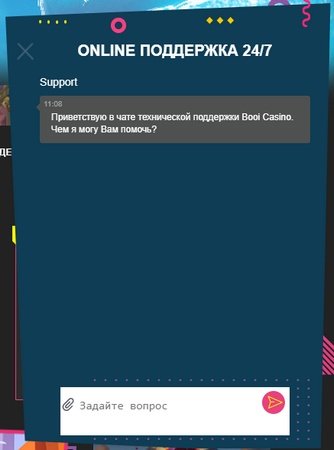 ONLINE ПОДДЕРЖКА 24/7
Support
11:08
Приветствую в чате технической поддержки Booi Casino.
Чем я могу Вам помочь?
ДЕ
Задайте вопрос